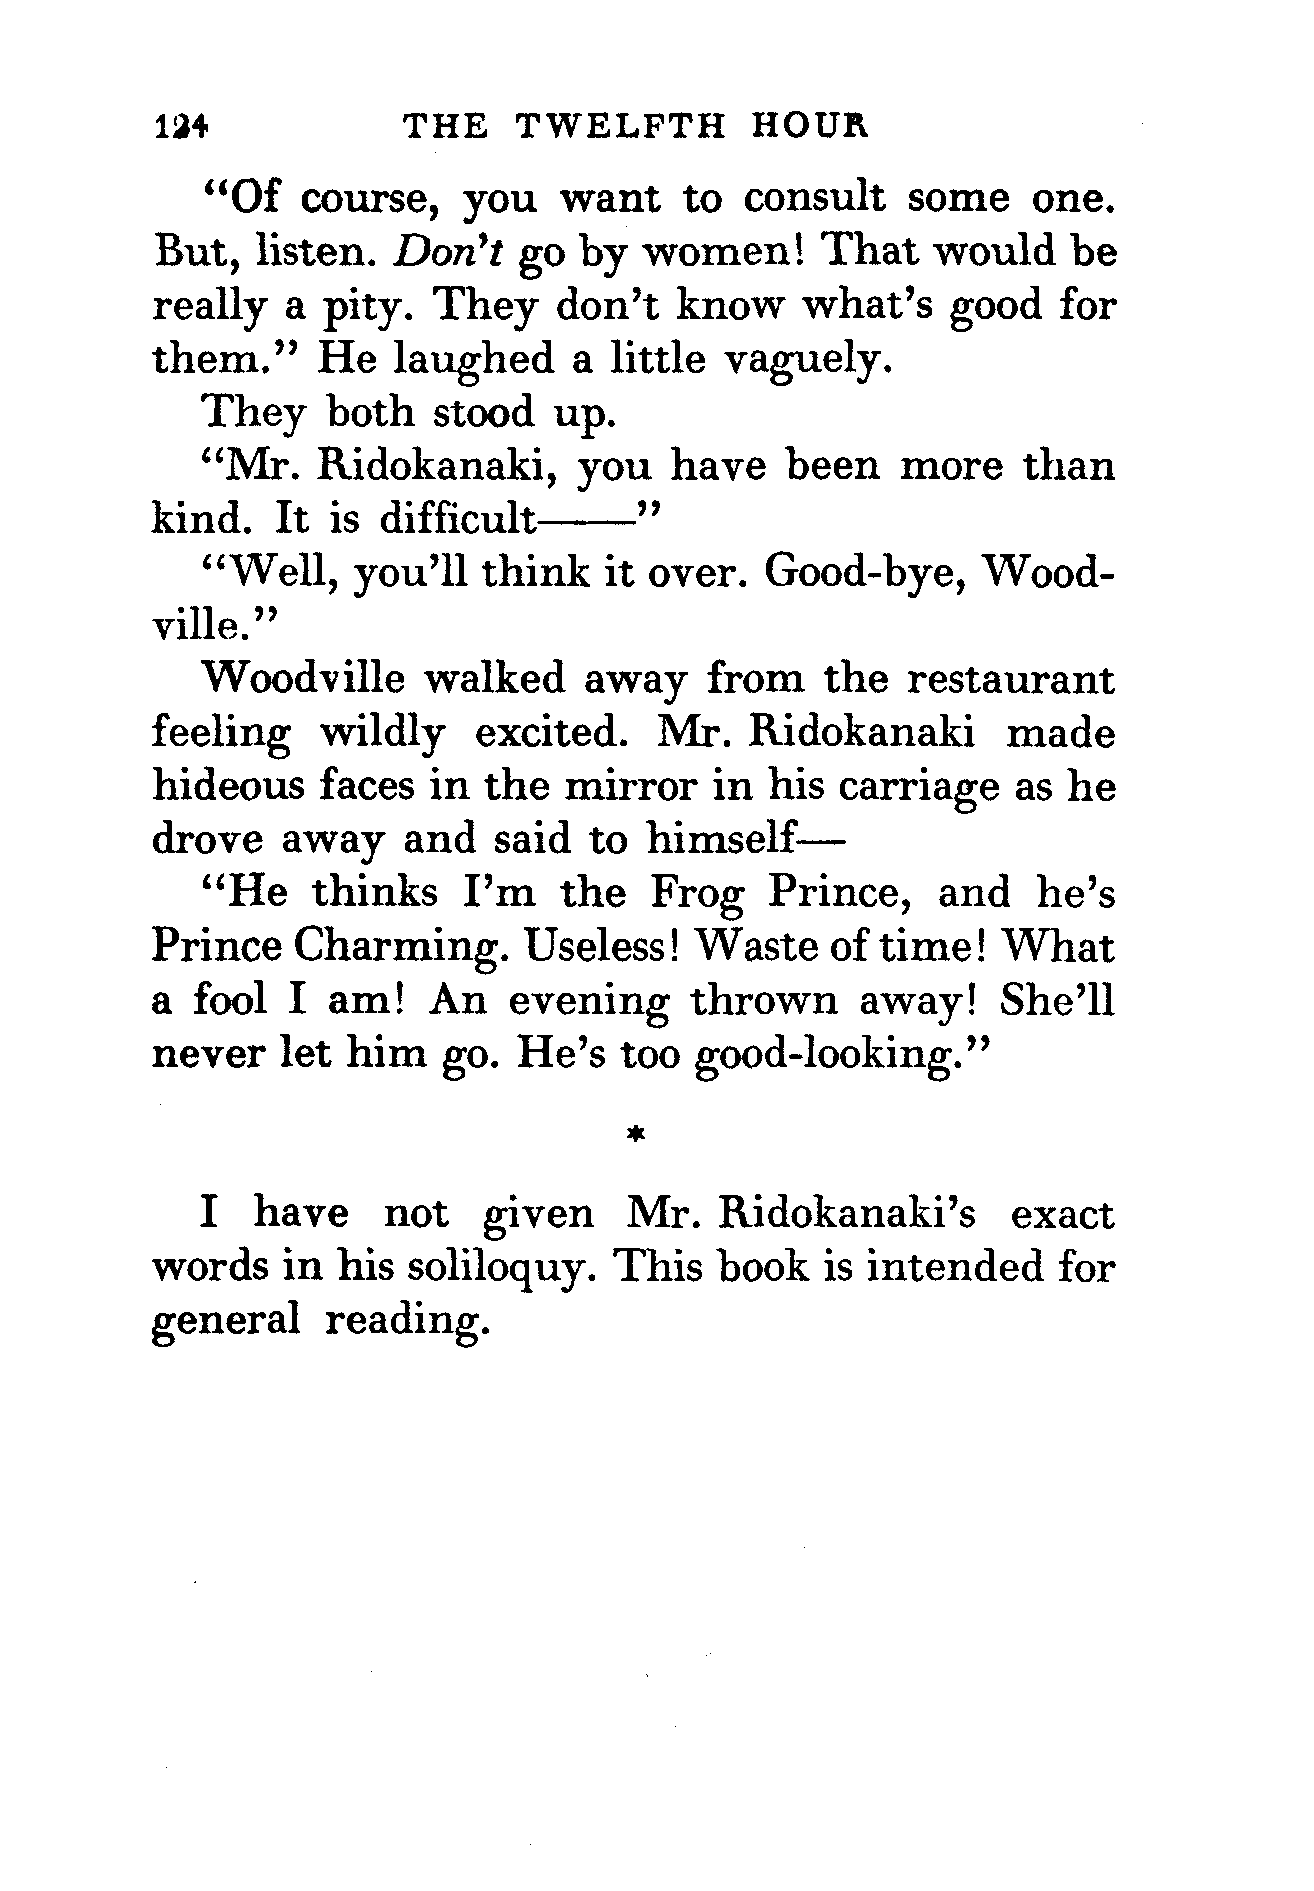 124 THE TWELFTH HOUR
“Of course, you want to consult some one.
But, listen. Don’t go by women! That would be
really a pity. They don’t know what’s good for
them.” He laughed a little vaguely.
They both stood up.
“Mr. Ridokanaki, you have been more than
kind. It is difficult——”
“Well, you’ll think it over. Good-bye, Wood-
ville.”
Woodville walked away from the restaurant
feeling wildly excited. Mr. Ridokanaki made
hideous faces in the mirror in his carriage as he
drove away and said to himself—
“He thinks I’m the Frog Prince, and he’s
Prince Charming. Useless! Waste of time! What
a fool I am! An evening thrown away! She’ll
never let him go. He’s too good-looking.”
*
I have not given Mr. Ridokanaki’s exact
words in his soliloquy. This book is intended for
general reading.